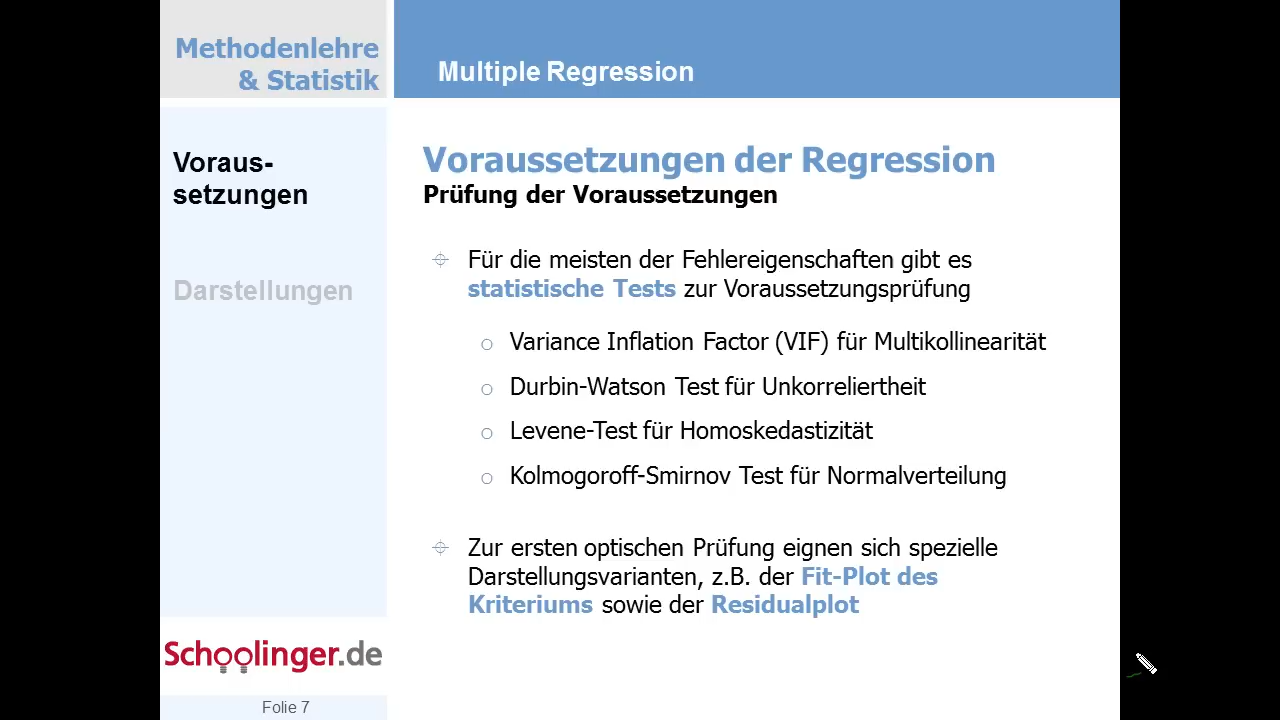 Methodenlehre
& Statistik
Multiple Regression
Voraus-
setzungen
Darstellungen
Voraussetzungen der Regression
Prüfung der Voraussetzungen
Für die meisten der Fehlereigenschaften gibt es
statistische Tests zur Voraussetzungsprüfung
Variance Inflation Factor (VIF) für Multikollinearität
Durbin-Watson Test für Unkorreliertheit
Levene-Test für Homoskedastizität
Kolmogoroff-Smirnov Test für Normalverteilung
Zur ersten optischen Prüfung eignen sich spezielle
Darstellungsvarianten, z.B. der Fit-Plot des
Kriteriums sowie der Residualplot
Schoolinger.de
Folie 7